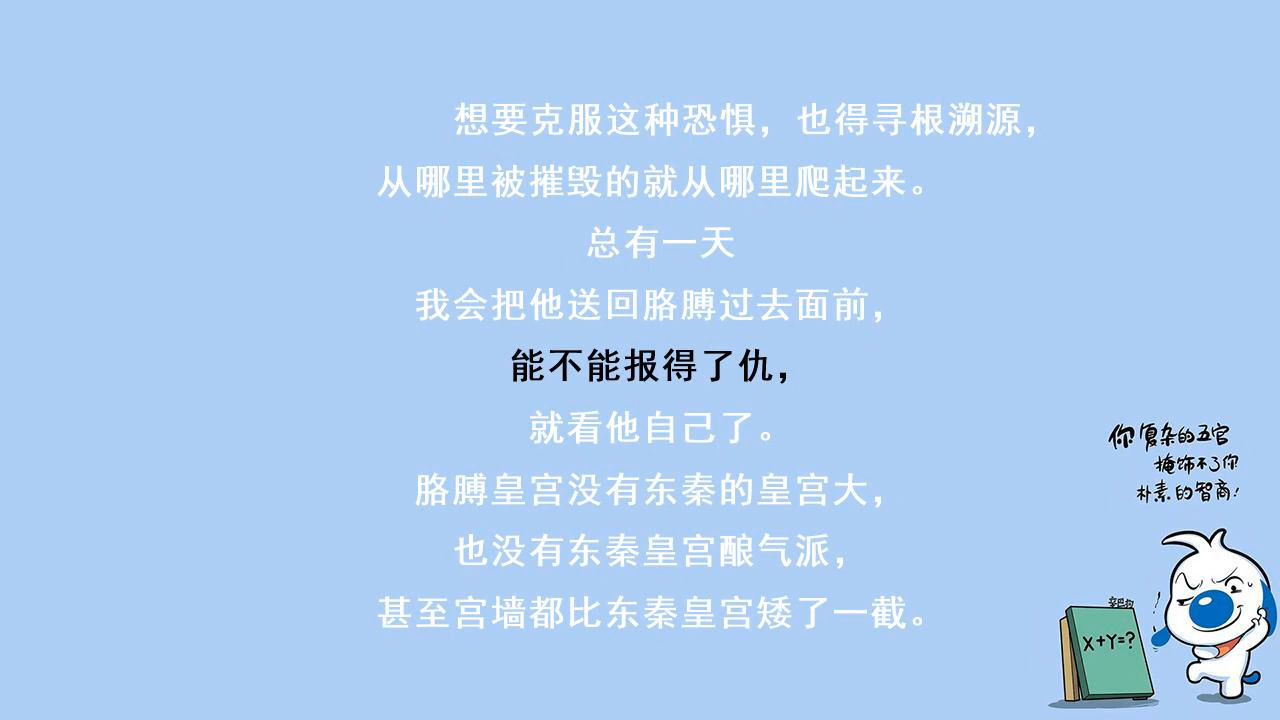 想要克服这种恐惧，也得寻根溯源，
从哪里被摧毁的就从哪里爬起来。
总有一天
我会把他送回胳膊过去面前，
能不能报得了仇，
就看他自己了。
胳膊皇宫没有东秦的皇宫大，
也没有东秦皇宫酿气派，
甚至宫墙都比东秦皇宫矮了一截。
你复杂的五官
掩饰不了你
朴素的智商！
X+Y=?